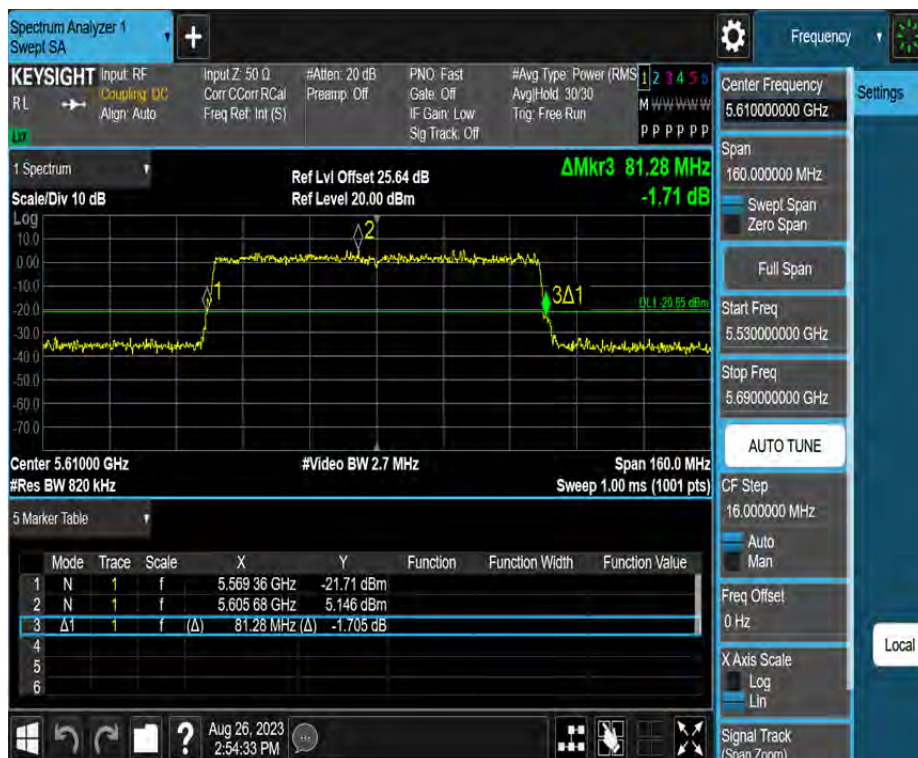 Spectrum Analyzer 1
Swept SA
+
Frequency
KEYSIGHT
RL
LXI
Input: RF
Coupling: DC
Align: Auto
Input Z: 50 Ω
Corr CCorr RCal
Freq Ref: Int (S)
#Atten: 20 dB
Preamp: Off
PNO: Fast
Gate: Off
IF Gain: Low
Sig Track: Off
#Avg Type: Power (RMS
Avg|Hold: 30/30
Trig: Free Run
1 2 3 4 5 6
M W W W W W
P P P P P P
1 Spectrum
Scale/Div 10 dB
Ref Lvl Offset 25.64 dB
Ref Level 20.00 dBm
ΔMkr3 81.28 MHz
-1.71 dB
Log
10.0
0.00
-10.0
-20.0
-30.0
-40.0
-50.0
-60.0
-70.0
1
2
3Δ1
DL1 -20.85 dBm
Center 5.61000 GHz
#Res BW 820 kHz
#Video BW 2.7 MHz
Span 160.0 MHz
Sweep 1.00 ms (1001 pts)
5 Marker Table
Mode Trace Scale X Y Function Function Width Function Value
1 N 1 f 5.569 36 GHz -21.71 dBm
2 N 1 f 5.605 68 GHz 5.146 dBm
3 Δ1 1 f (Δ) 81.28 MHz (Δ) -1.705 dB
4
5
6
?
Aug 26, 2023
2:54:33 PM
Center Frequency
5.610000000 GHz
Settings
Span
160.000000 MHz
Swept Span
Zero Span
Full Span
Start Freq
5.530000000 GHz
Stop Freq
5.690000000 GHz
AUTO TUNE
CF Step
16.000000 MHz
Auto
Man
Freq Offset
0 Hz
X Axis Scale
Log
Lin
Local
Signal Track
(Span Zoom)